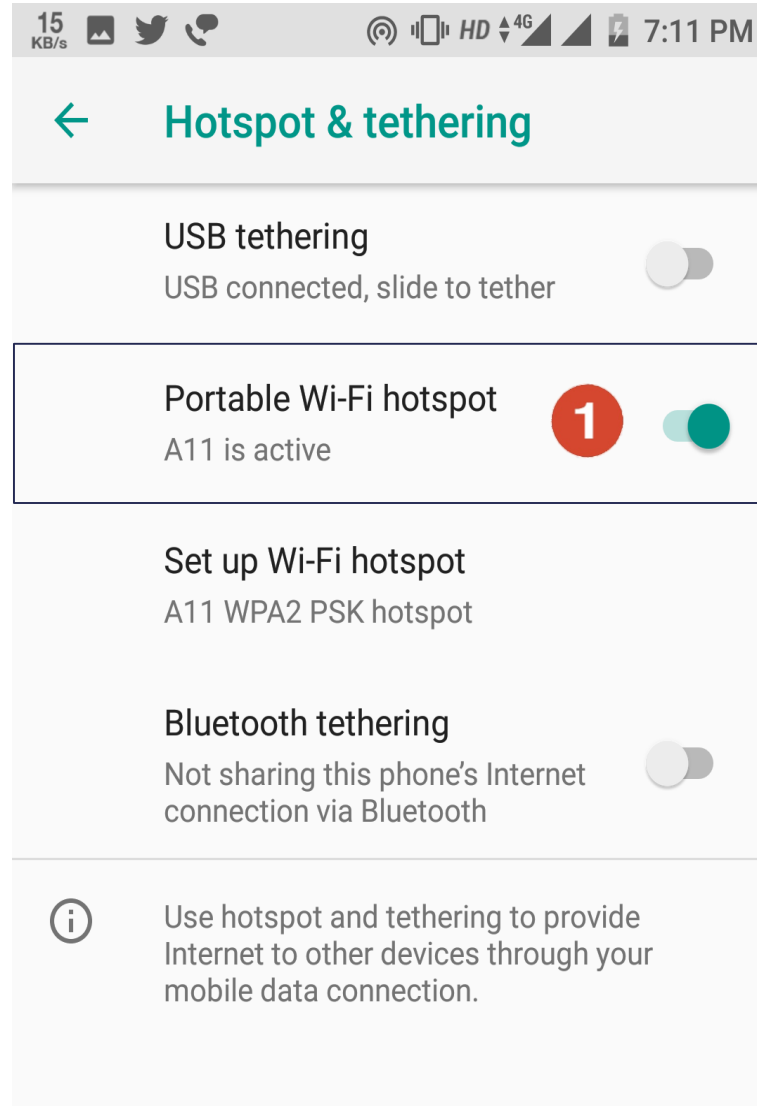 15 KB/s HD 4G 7:11 PM
Hotspot & tethering
USB tethering
USB connected, slide to tether
Portable Wi-Fi hotspot
1
A11 is active
Set up Wi-Fi hotspot
A11 WPA2 PSK hotspot
Bluetooth tethering
Not sharing this phone’s Internet
connection via Bluetooth
Use hotspot and tethering to provide
Internet to other devices through your
mobile data connection.